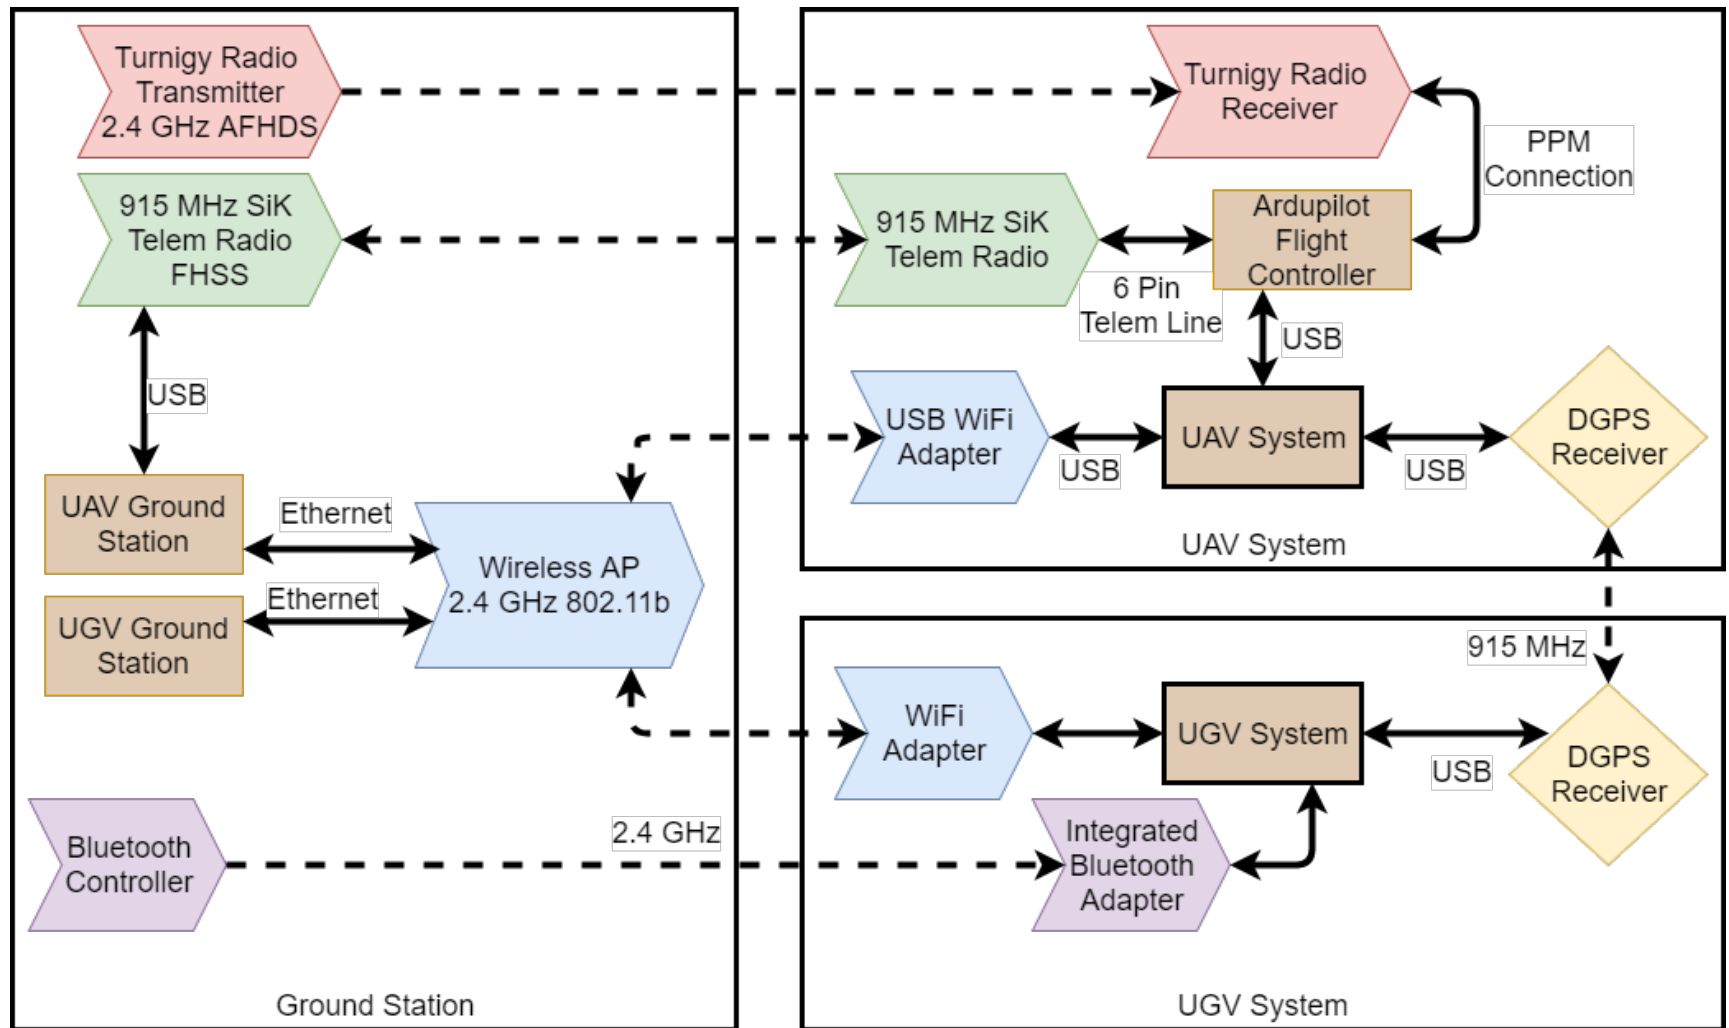 Turnigy Radio
Transmitter
2.4 GHz AFHDS
915 MHz SiK
Telem Radio
FHSS
USB
UAV Ground
Station
Ethernet
UGV Ground
Station
Ethernet
Wireless AP
2.4 GHz 802.11b
Bluetooth
Controller
2.4 GHz
Ground Station
Turnigy Radio
Receiver
PPM
Connection
915 MHz SiK
Telem Radio
6 Pin
Telem Line
Ardupilot
Flight
Controller
USB
USB WiFi
Adapter
USB
UAV System
USB
DGPS
Receiver
UAV System
915 MHz
WiFi
Adapter
UGV System
USB
DGPS
Receiver
Integrated
Bluetooth
Adapter
UGV System